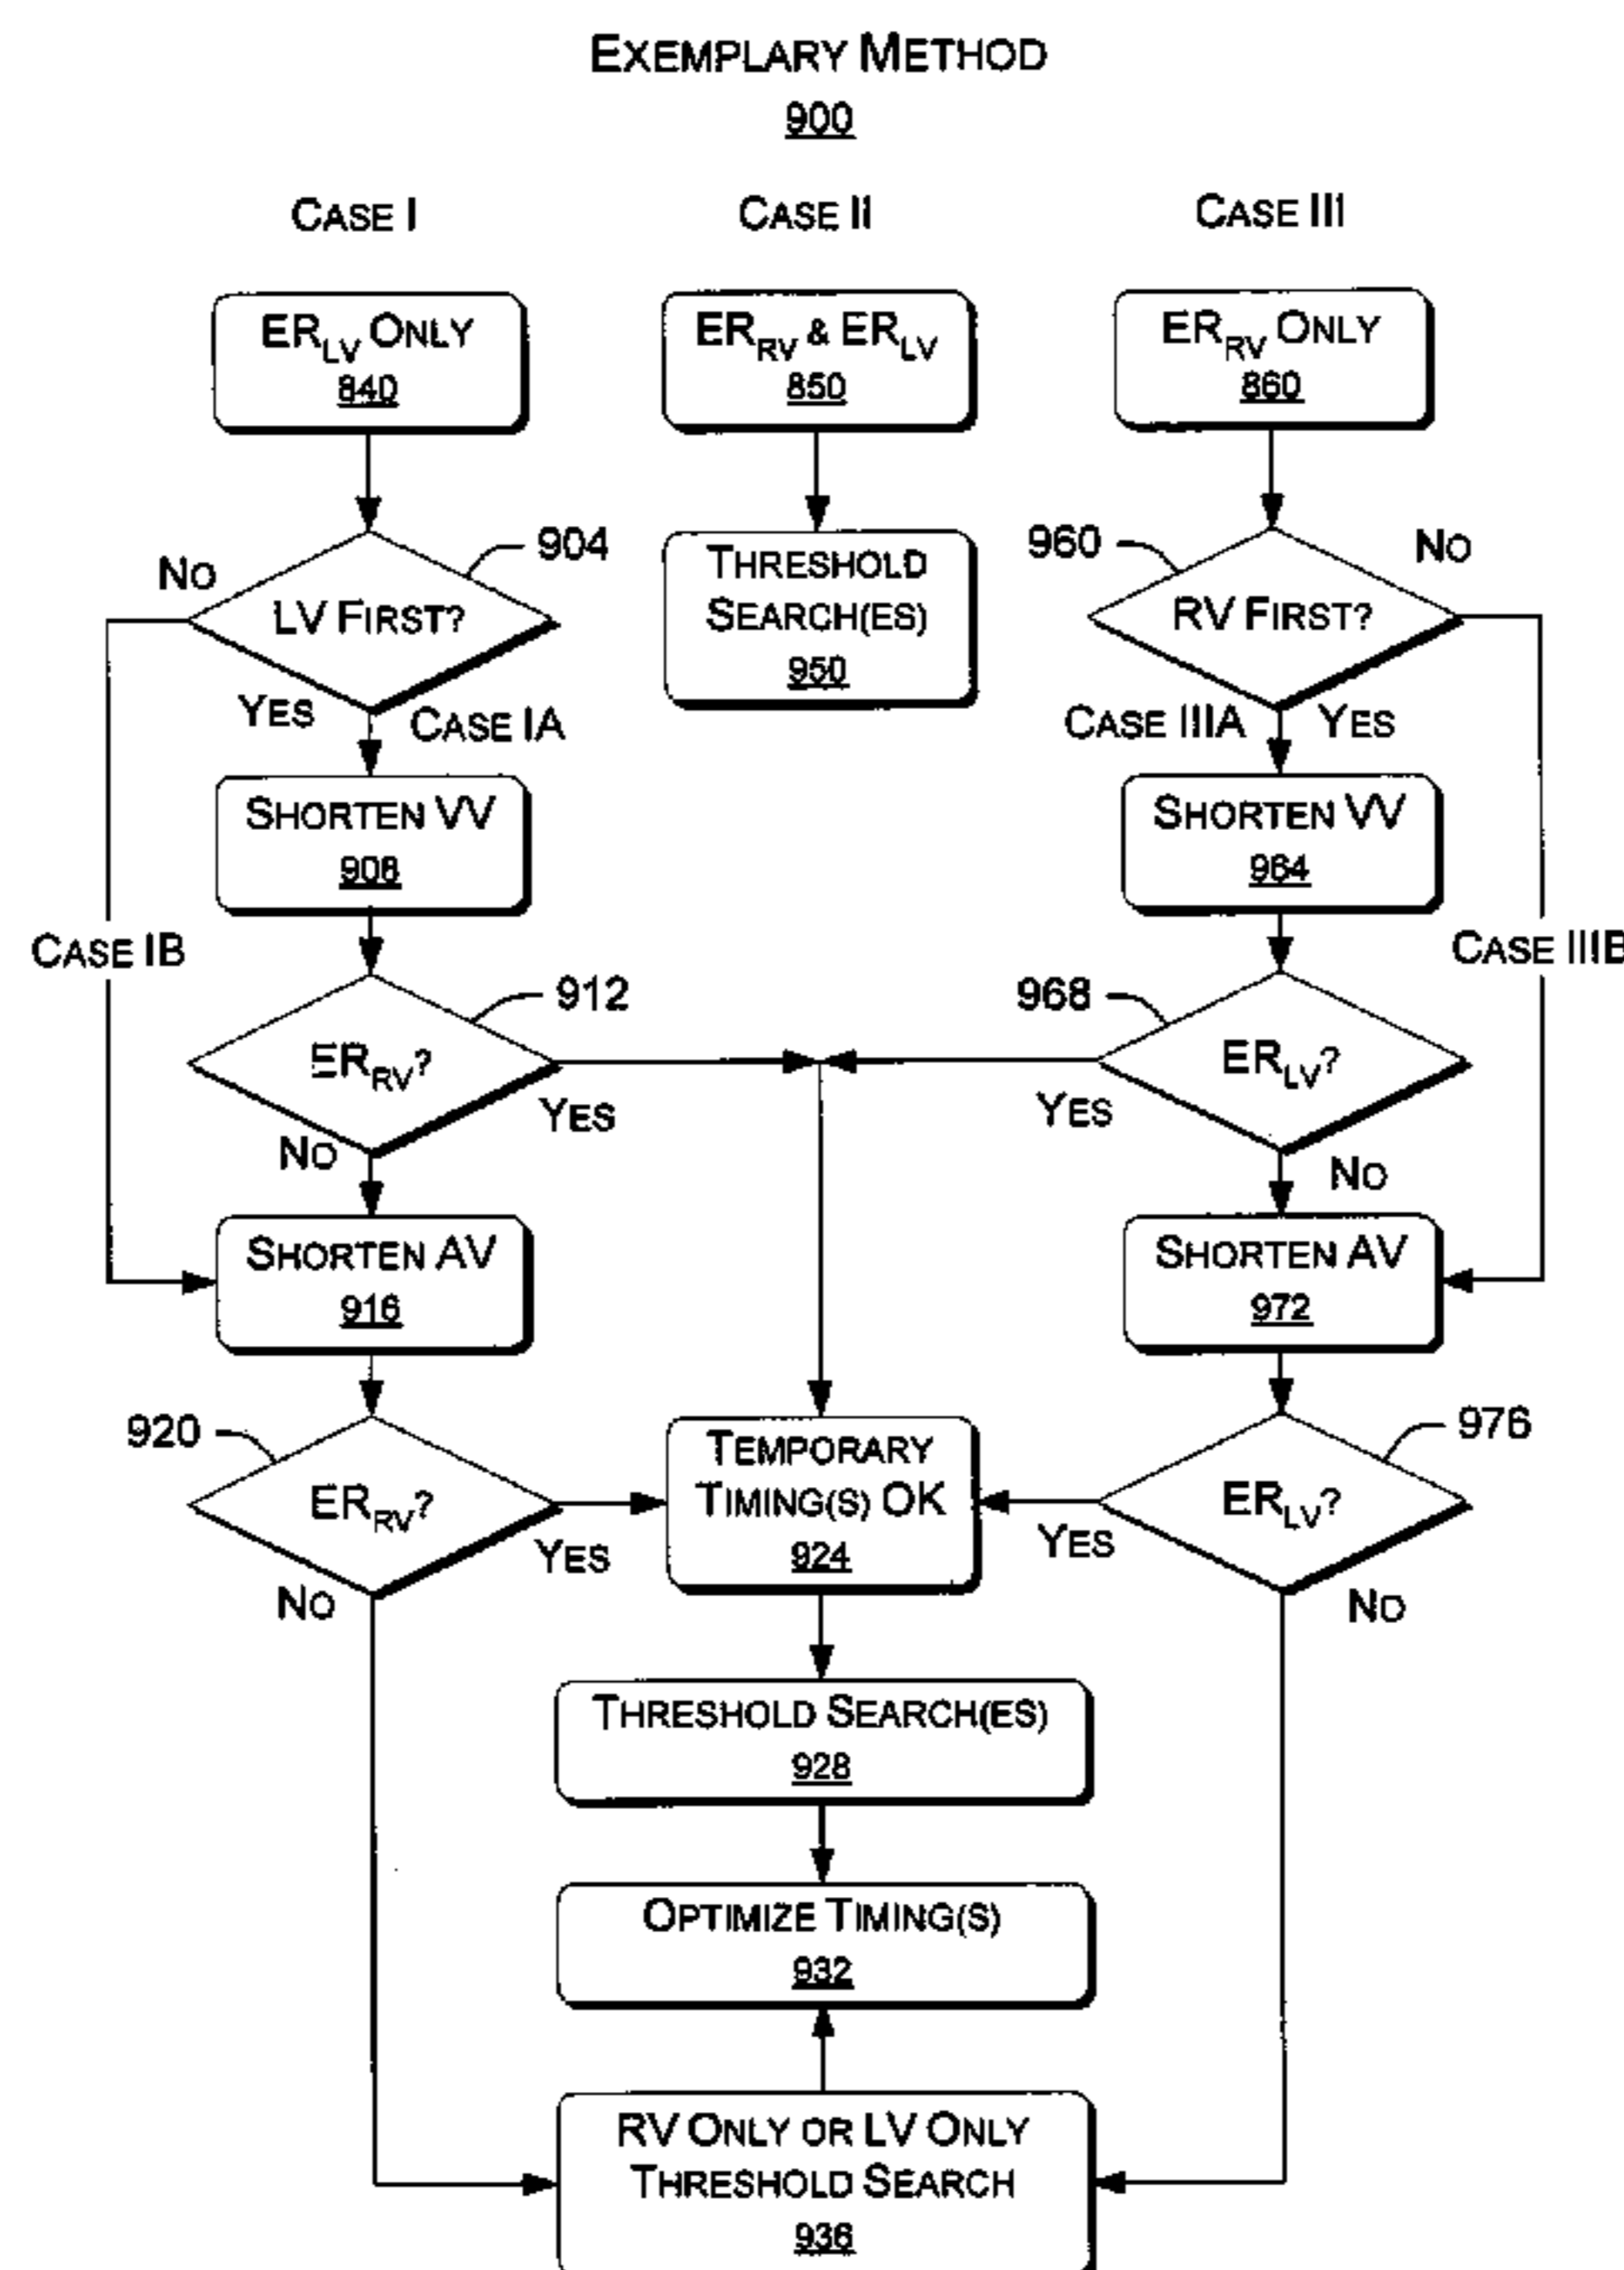 EXEMPLARY METHOD
900
CASE I
CASE II
CASE III
ERLV ONLY
840
ERRV & ERLV
850
ERRV ONLY
860
904
NO
LV FIRST?
YES
CASE IA
THRESHOLD
SEARCH(ES)
950
960
NO
RV FIRST?
CASE IIIA
YES
SHORTEN VV
908
SHORTEN VV
964
CASE IB
CASE IIIB
912
ERRV?
YES
NO
968
ERLV?
YES
NO
SHORTEN AV
916
SHORTEN AV
972
920
ERRV?
YES
NO
TEMPORARY
TIMING(S) OK
924
976
ERLV?
YES
NO
THRESHOLD SEARCH(ES)
928
OPTIMIZE TIMING(S)
932
RV ONLY OR LV ONLY
THRESHOLD SEARCH
936